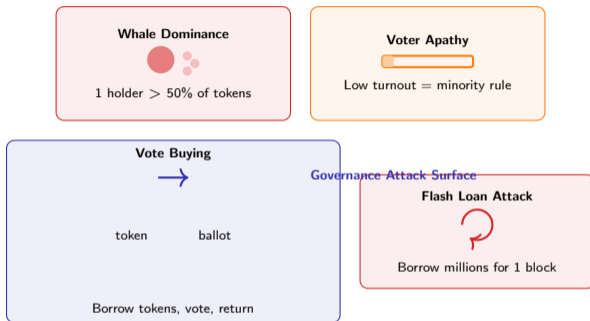 Whale Dominance
1 holder > 50% of tokens
Voter Apathy
Low turnout = minority rule
Governance Attack Surface
Vote Buying
token
ballot
Borrow tokens, vote, return
Flash Loan Attack
Borrow millions for 1 block